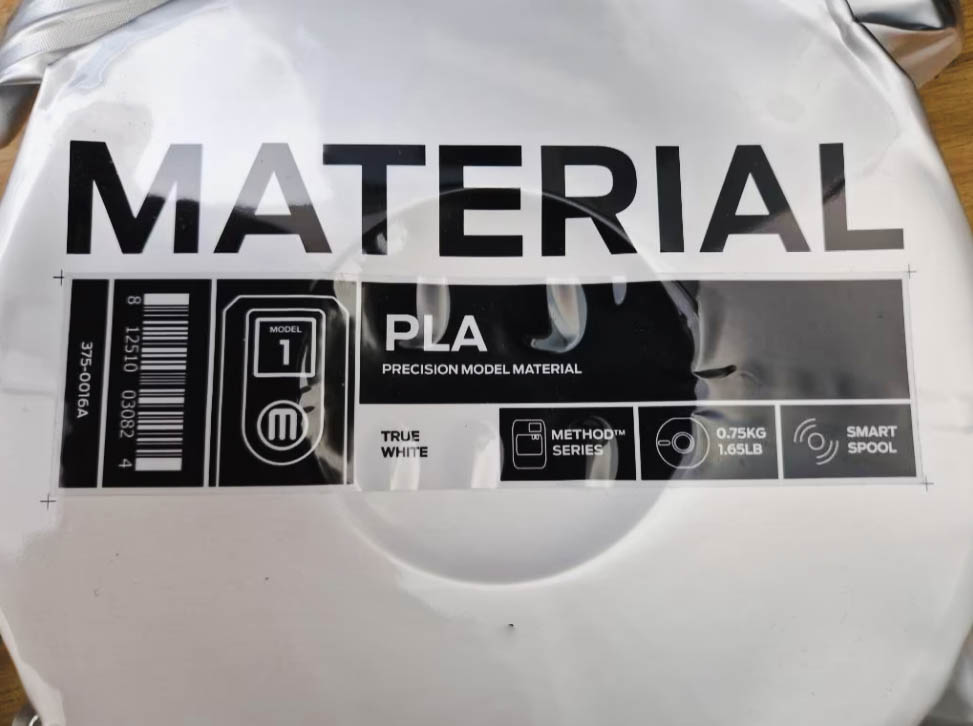 MATERIAL
375-0016A
8 12510 03082 4
MODEL
1
M
PLA
PRECISION MODEL MATERIAL
TRUE
WHITE
METHOD™
SERIES
0.75KG
1.65LB
SMART
SPOOL